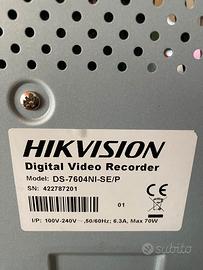 HIKVISION
Digital Video Recorder
Model: DS-7604NI-SE/P
SN: 422787201
01
I/P: 100V-240V⎓,50/60Hz; 6.3A, Max 70W
subito